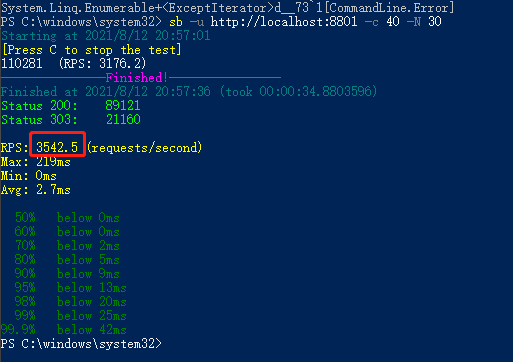 System.Linq.Enumerable+<ExceptIterator>d__73`1[CommandLine.Error]
PS C:\windows\system32> sb -u http://localhost:8801 -c 40 -N 30
Starting at 2021/8/12 20:57:01
[Press C to stop the test]
110281  (RPS: 3176.2)
---------------Finished!----------------
Finished at 2021/8/12 20:57:36 (took 00:00:34.8803596)
Status 200:    89121
Status 303:    21160
RPS: 3542.5 (requests/second)
Max: 219ms
Min: 0ms
Avg: 2.7ms
50%   below 0ms
60%   below 0ms
70%   below 2ms
80%   below 5ms
90%   below 9ms
95%   below 13ms
98%   below 20ms
99%   below 25ms
99.9%   below 42ms
PS C:\windows\system32>